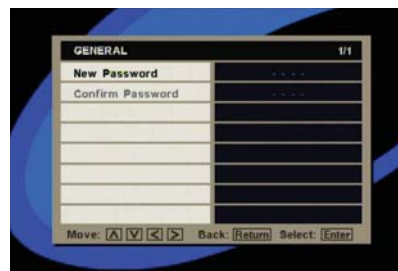 GENERAL 1/1
New Password - - - -
Confirm Password - - - -
Move: Λ V < > Back: Return Select: Enter